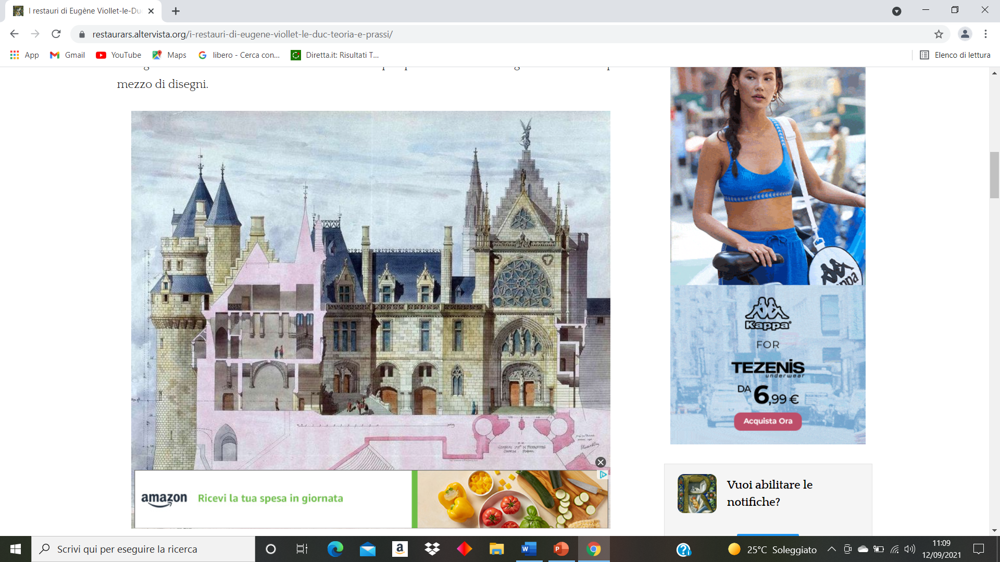 I restauri di Eugène Viollet-le-Du
restaurars.altervista.org/i-restauri-di-eugene-viollet-le-duc-teoria-e-prassi/
App
Gmail
YouTube
Maps
libero - Cerca con...
Diretta.it: Risultati T...
Elenco di lettura
mezzo di disegni.
amazon
Ricevi la tua spesa in giornata
Kappa
FOR
TEZENIS
underwear
DA 6,99 €
Acquista Ora
Vuoi abilitare le
notifiche?
Scrivi qui per eseguire la ricerca
25°C Soleggiato
11:09
12/09/2021